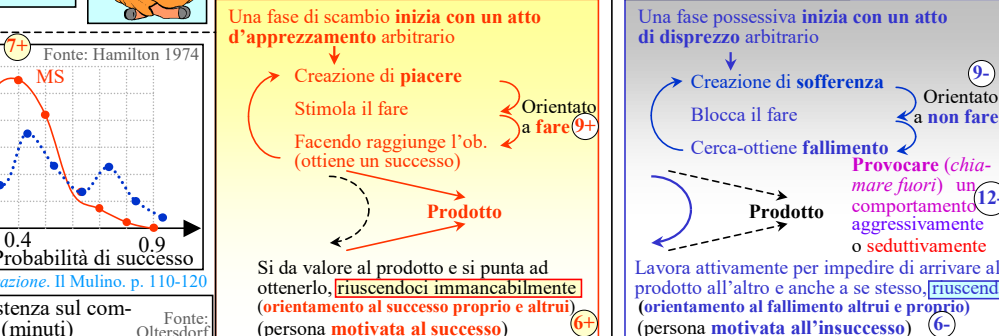 7+
Fonte: Hamilton 1974
MS
0.4
0.9
Probabilità di successo
azione. Il Mulino. p. 110-120
stenza sul com-
(minuti)
Fonte:
Oltersdorf
Una fase di scambio inizia con un atto
d'apprezzamento arbitrario
Creazione di piacere
Stimola il fare
Orientato
a fare 9+
Facendo raggiunge l'ob.
(ottiene un successo)
Prodotto
Si da valore al prodotto e si punta ad
ottenerlo, riuscendoci immancabilmente
(orientamento al successo proprio e altrui)
(persona motivata al successo) 6+
Una fase possessiva inizia con un atto
di disprezzo arbitrario
Creazione di sofferenza
9-
Orientato
a non fare
Blocca il fare
Cerca-ottiene fallimento
Provocare (chia-
mare fuori) un
comportamento
12-
aggressivamente
o seduttivamente
Prodotto
Lavora attivamente per impedire di arrivare al
prodotto all'altro e anche a se stesso, riuscend
(orientamento al fallimento altrui e proprio)
(persona motivata all'insuccesso 6-